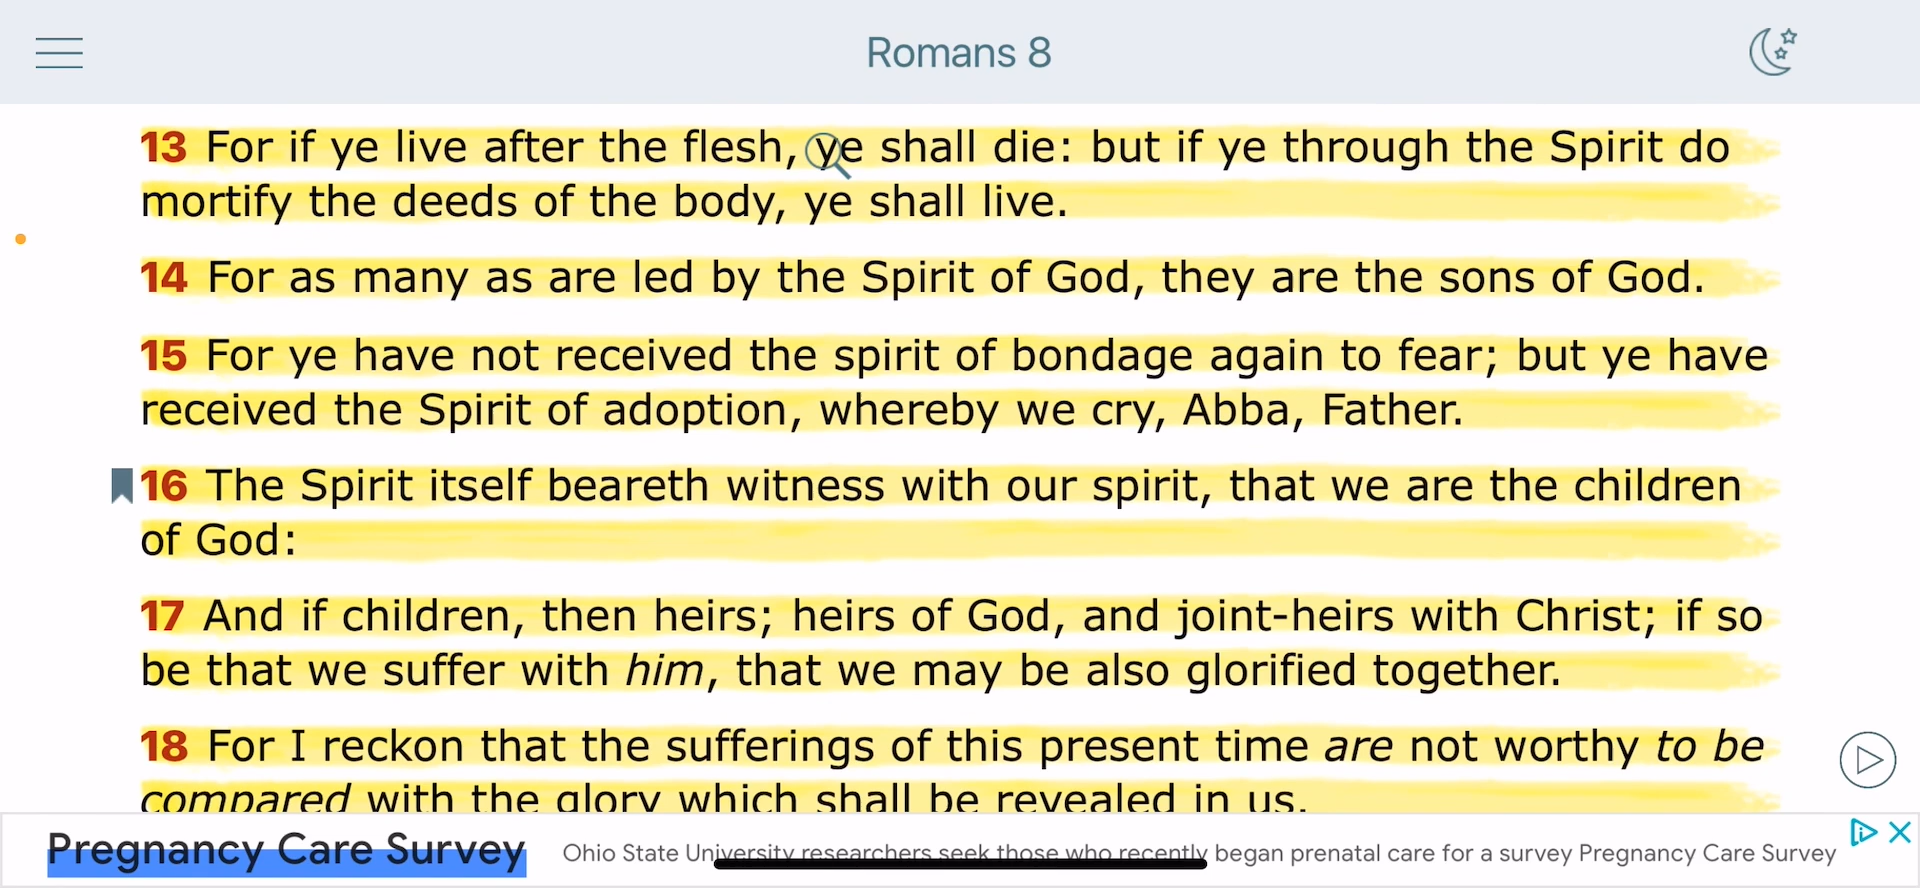 Romans 8
13 For if ye live after the flesh, ye shall die: but if ye through the Spirit do
mortify the deeds of the body, ye shall live.
14 For as many as are led by the Spirit of God, they are the sons of God.
15 For ye have not received the spirit of bondage again to fear; but ye have
received the Spirit of adoption, whereby we cry, Abba, Father.
16 The Spirit itself beareth witness with our spirit, that we are the children
of God:
17 And if children, then heirs; heirs of God, and joint-heirs with Christ; if so
be that we suffer with him, that we may be also glorified together.
18 For I reckon that the sufferings of this present time are not worthy to be
compared with the glory which shall be revealed in us.
Pregnancy Care Survey
Ohio State University researchers seek those who recently began prenatal care for a survey Pregnancy Care Survey